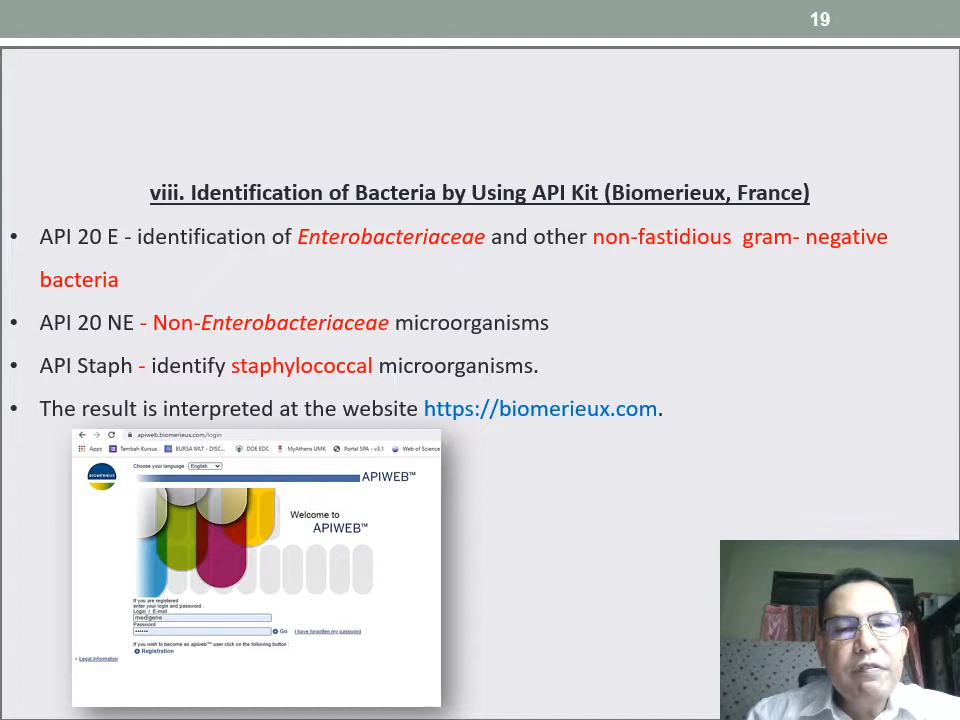 19
viii. Identification of Bacteria by Using API Kit (Biomerieux, France)
• API 20 E - identification of Enterobacteriaceae and other non-fastidious gram- negative
bacteria
• API 20 NE - Non-Enterobacteriaceae microorganisms
• API Staph - identify staphylococcal microorganisms.
• The result is interpreted at the website https://biomerieux.com.
apiweb.biomerieux.com/login
Apps Tambah Kursus BURSA MLT - DISC... DOE EDC MyAthens UMK Portal SPA - v3.1 Web of Science
BIOMÉRIEUX
Choose your language : English
APIWEB™
Welcome to
APIWEB™
If you are registered
enter your login and password :
Login / E-mail
medigene
Password
••••••
Go I have forgotten my password
If you wish to become an apiweb™ user click on the following button :
Registration
> Legal information